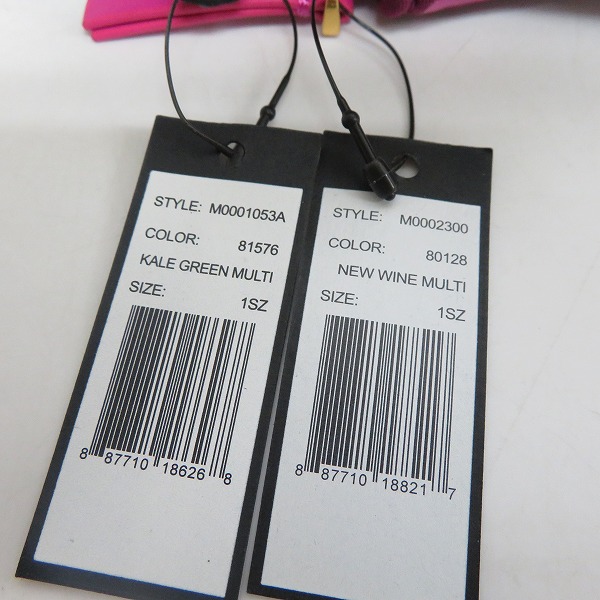 STYLE: M0001053A
COLOR: 81576
KALE GREEN MULTI
SIZE: 1SZ
8 87710 18626 8
STYLE: M0002300
COLOR: 80128
NEW WINE MULTI
SIZE: 1SZ
8 87710 18821 7